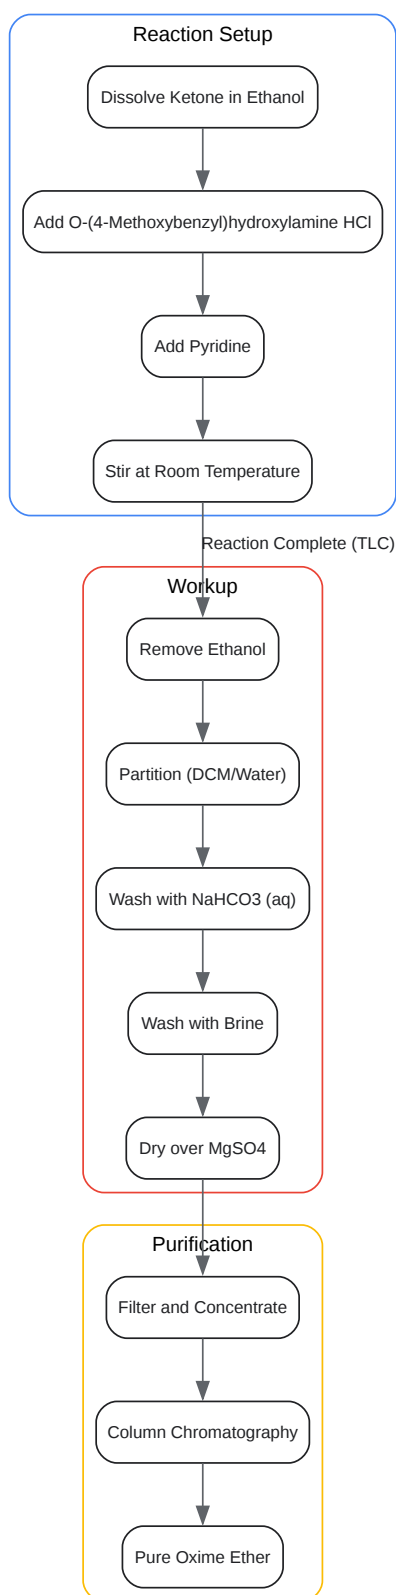 Reaction Setup
Dissolve Ketone in Ethanol
Add O-(4-Methoxybenzyl)hydroxylamine HCl
Add Pyridine
Stir at Room Temperature
Reaction Complete (TLC)
Workup
Remove Ethanol
Partition (DCM/Water)
Wash with NaHCO3 (aq)
Wash with Brine
Dry over MgSO4
Purification
Filter and Concentrate
Column Chromatography
Pure Oxime Ether